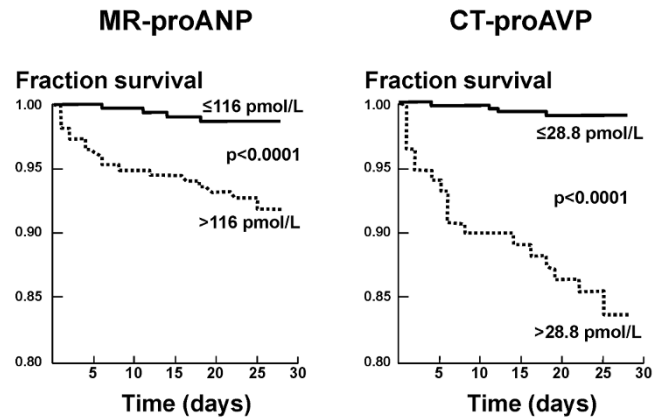 MR-proANP
Fraction survival
1.00
0.95
0.90
0.85
0.80
≤116 pmol/L
p<0.0001
>116 pmol/L
5 10 15 20 25 30
Time (days)
CT-proAVP
Fraction survival
1.00
0.95
0.90
0.85
0.80
≤28.8 pmol/L
p<0.0001
>28.8 pmol/L
5 10 15 20 25 30
Time (days)